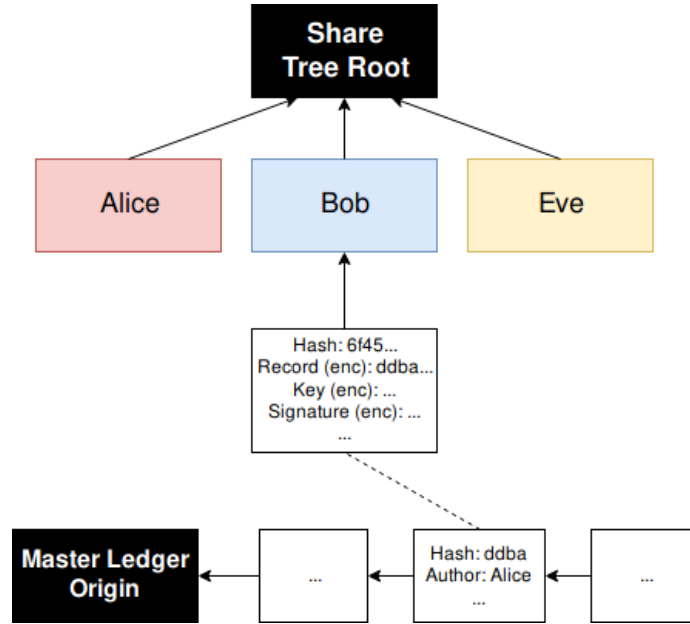 Share
Tree Root
Alice
Bob
Eve
Hash: 6f45...
Record (enc): ddba...
Key (enc): ...
Signature (enc): ...
...
Master Ledger
Origin
...
Hash: ddba
Author: Alice
...
...